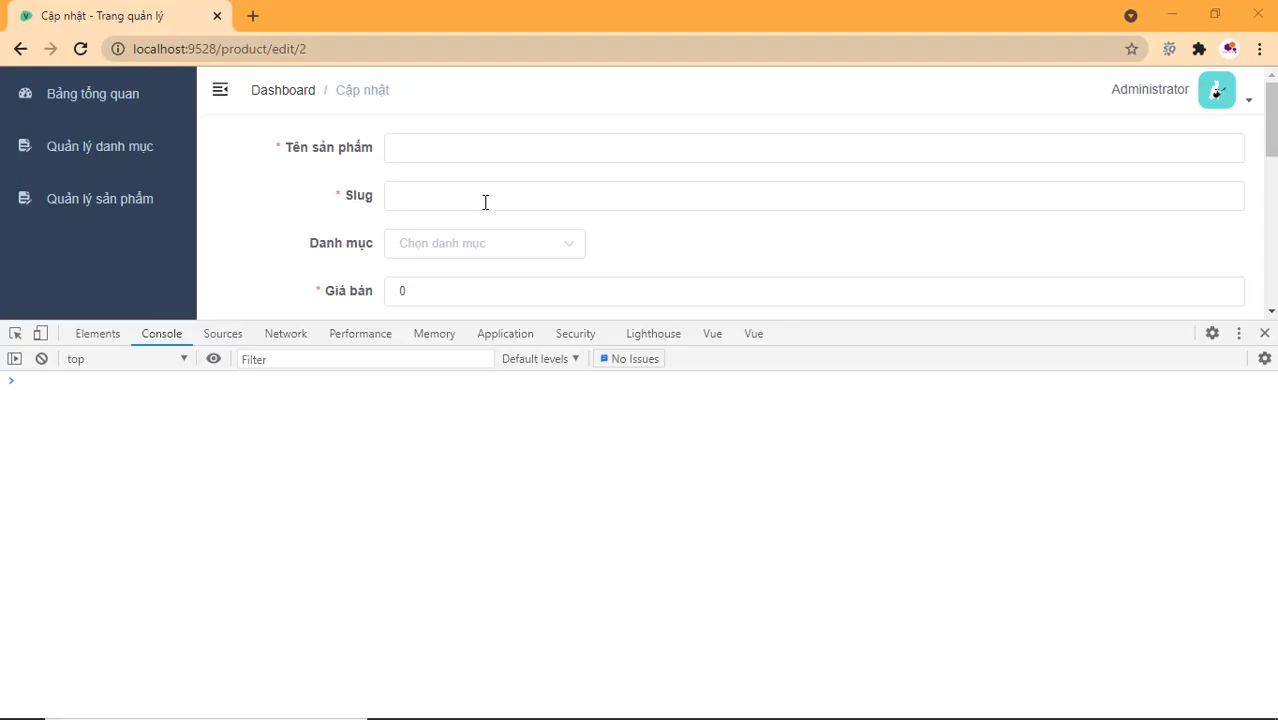 Cập nhật - Trang quản lý
localhost:9528/product/edit/2
Bảng tổng quan
Quản lý danh mục
Quản lý sản phẩm
Dashboard / Cập nhật
Administrator
* Tên sản phẩm
* Slug
Danh mục Chọn danh mục
* Giá bán 0
Elements Console Sources Network Performance Memory Application Security Lighthouse Vue Vue
top Filter Default levels ▼ No Issues
>